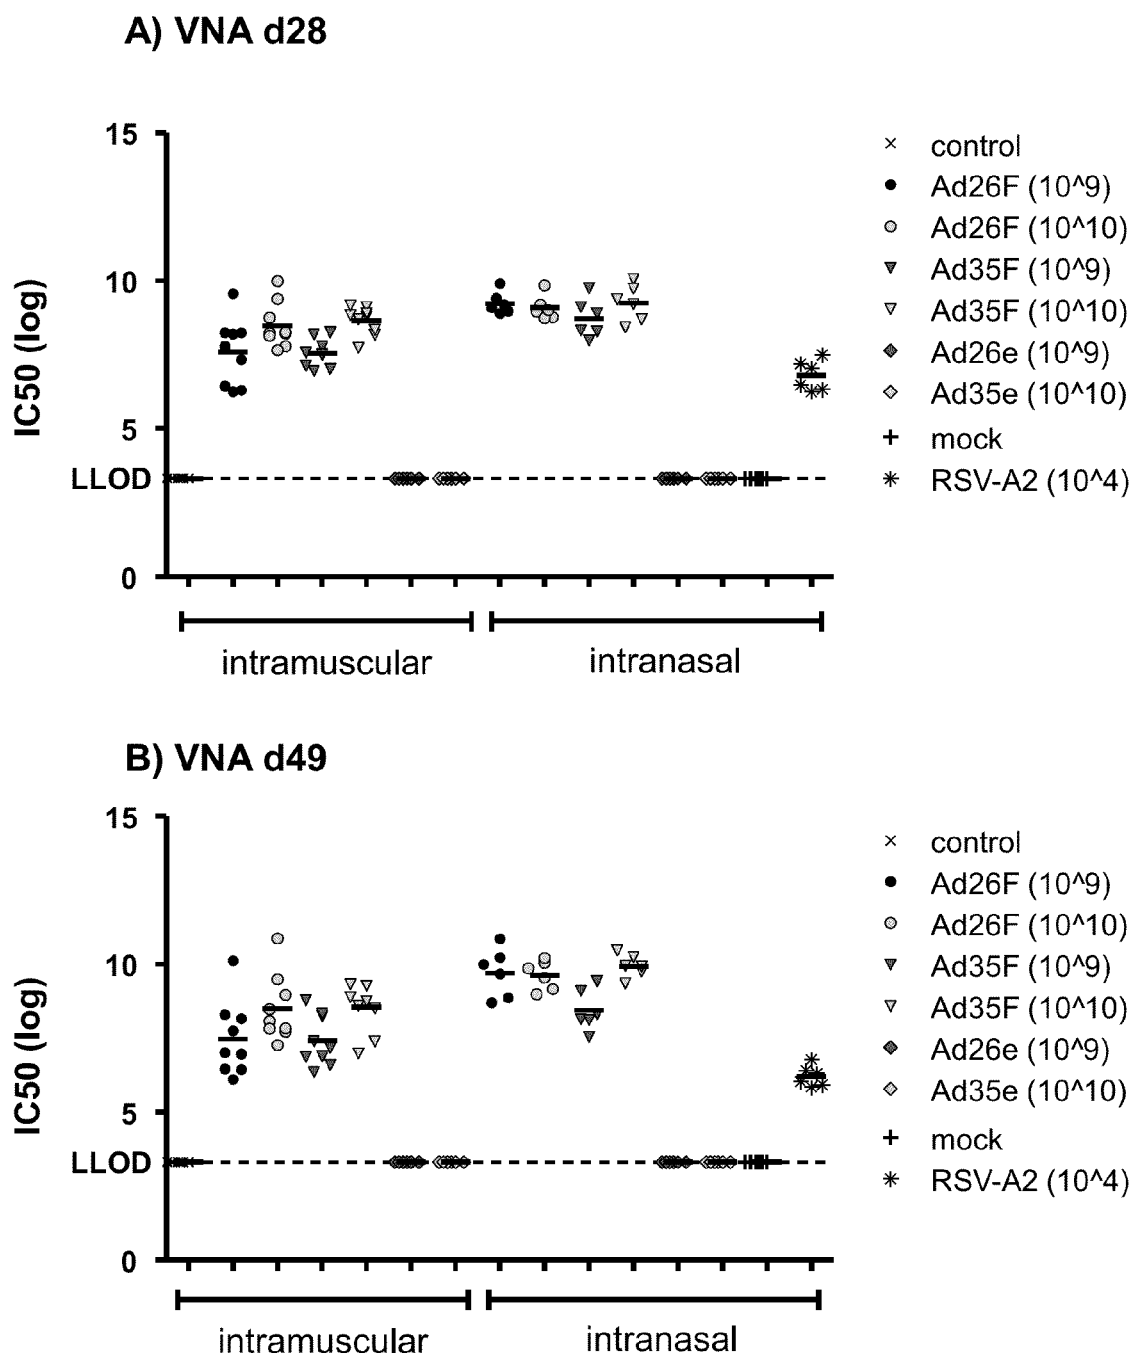 A) VNA d28
15
10
5
LLOD
0
IC50 (log)
intramuscular
intranasal
control
Ad26F (10^9)
Ad26F (10^10)
Ad35F (10^9)
Ad35F (10^10)
Ad26e (10^9)
Ad35e (10^10)
mock
RSV-A2 (10^4)
B) VNA d49
15
10
5
LLOD
0
IC50 (log)
intramuscular
intranasal
control
Ad26F (10^9)
Ad26F (10^10)
Ad35F (10^9)
Ad35F (10^10)
Ad26e (10^9)
Ad35e (10^10)
mock
RSV-A2 (10^4)